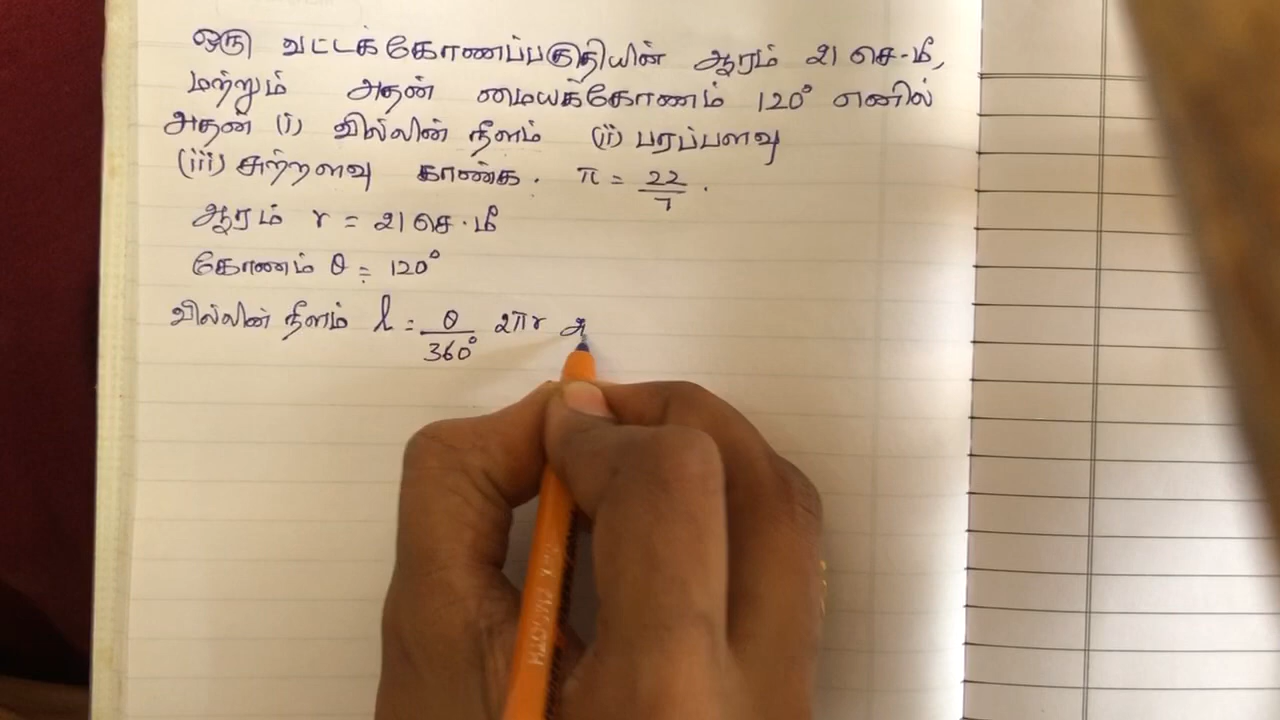 ஒரு வட்டக்கோணப்பகுதியின் ஆரம் 21 செ.மீ,
மற்றும் அதன் மையக்கோணம் 120° எனில்
அதன் (i) வில்லின் நீளம் (ii) பரப்பளவு
(iii) சுற்றளவு காண்க. π = 22/7.
ஆரம் r = 21 செ.மீ
கோணம் θ = 120°
வில்லின் நீளம் l = θ/360° 2πr அ